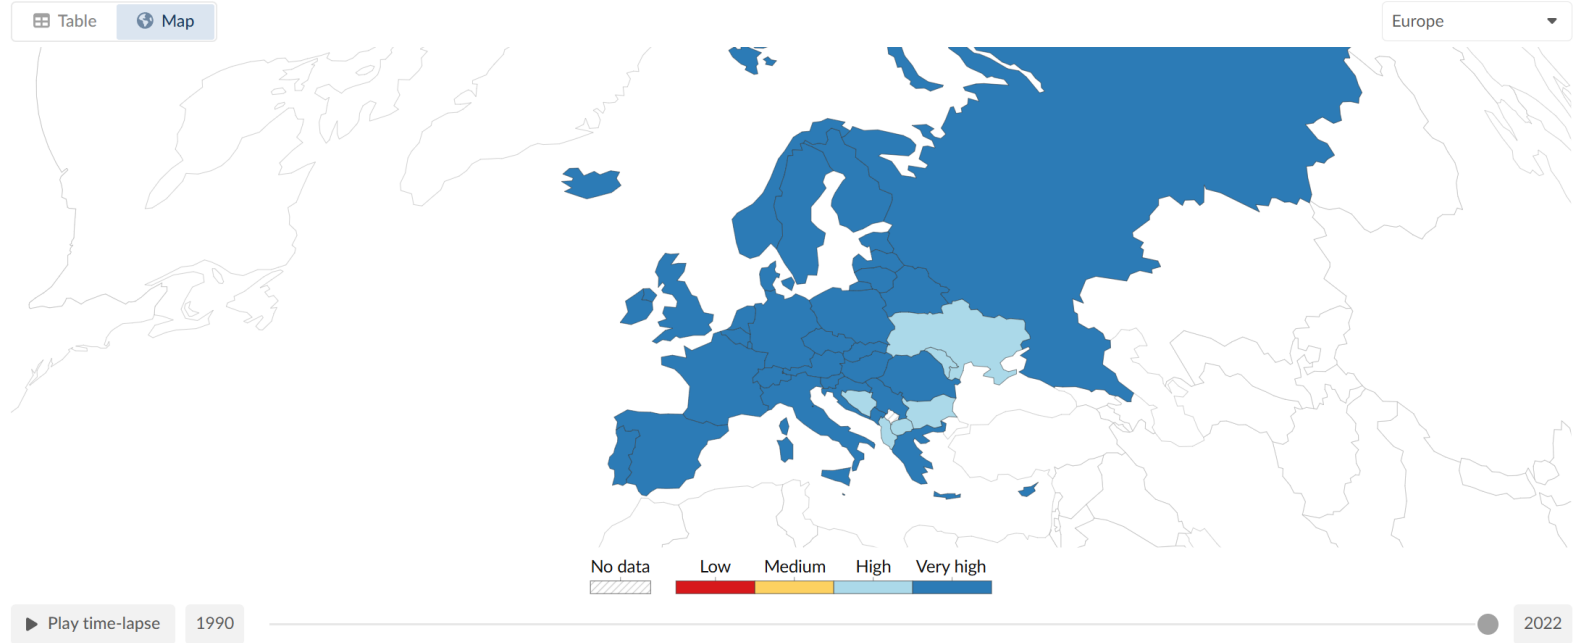 Table Map Europe
No data Low Medium High Very high
Play time-lapse 1990 2022